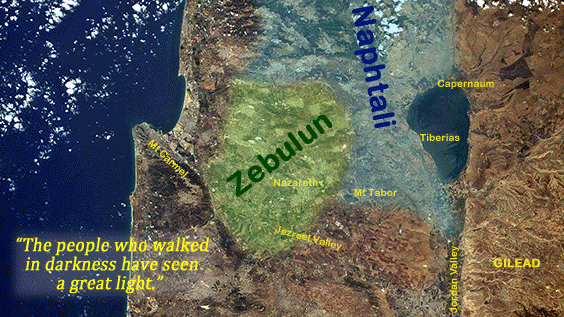 Naphtali
Capernaum
Zebulun
Tiberias
Mt Carmel
Nazareth
Mt Tabor
Jezrael Valley
“The people who walked
in darkness have seen
a great light.”
Jordan Valley
GILEAD